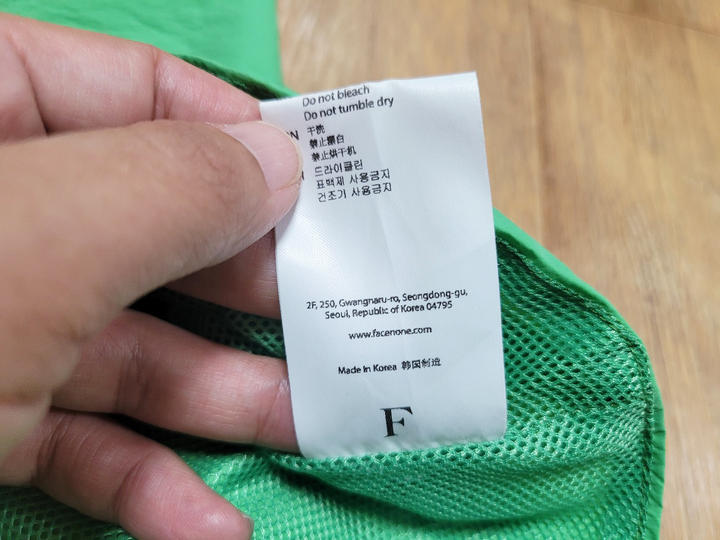 Do not bleach
Do not tumble dry
干洗
禁止漂白
禁止烘干机
드라이클린
표백제 사용금지
건조기 사용금지
2F, 250, Gwangnaru-ro, Seongdong-gu,
Seoul, Republic of Korea 04795
www.facenone.com
Made In Korea 韩国制造
F